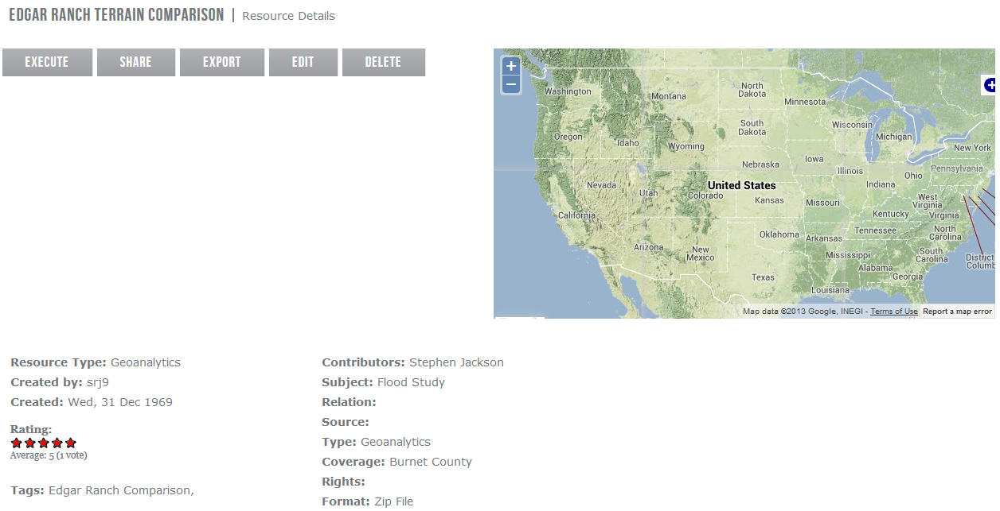 EDGAR RANCH TERRAIN COMPARISON | Resource Details
EXECUTE SHARE EXPORT EDIT DELETE
+
−
Washington
Montana
North
Dakota
Minnesota
Oregon
Idaho
Wyoming
South
Dakota
Wisconsin
Michigan
New York
Nebraska
Iowa
Illinois
Indiana
Ohio
Pennsylvania
Nevada
Utah
Colorado
United States
Kansas
Missouri
West
Virginia
Kentucky
Virginia
California
Arizona
New
Mexico
Oklahoma
Arkansas
Tennessee
North
Carolina
Mississippi
Alabama
South
Carolina
Georgia
District
Columb
Texas
Louisiana
Map data ©2013 Google, INEGI - Terms of Use Report a map error
Resource Type: Geoanalytics
Created by: srj9
Created: Wed, 31 Dec 1969
Rating:
Average: 5 (1 vote)
Tags: Edgar Ranch Comparison,
Contributors: Stephen Jackson
Subject: Flood Study
Relation:
Source:
Type: Geoanalytics
Coverage: Burnet County
Rights:
Format: Zip File